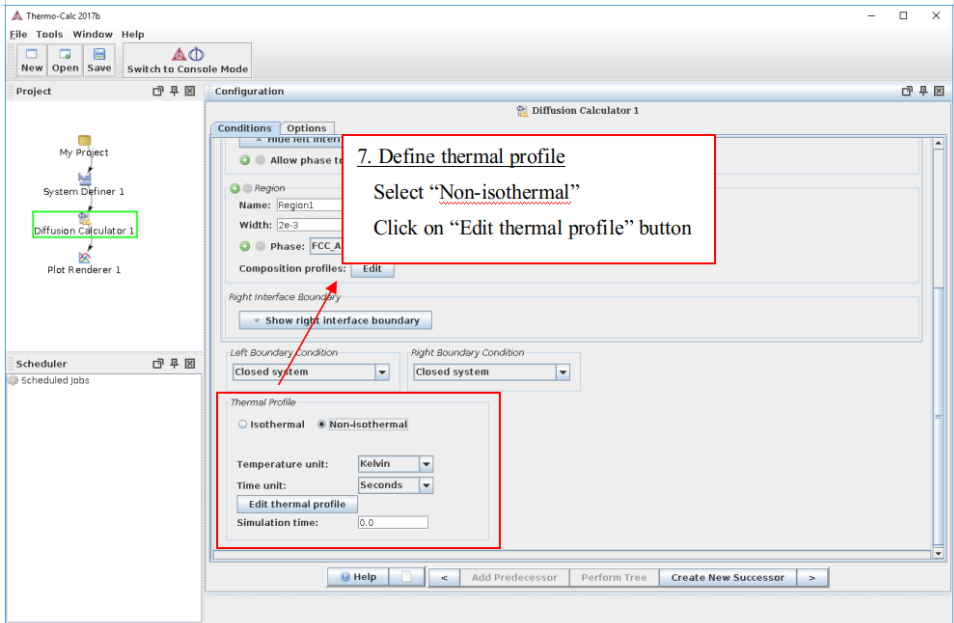 Thermo-Calc 2017b
File Tools Window Help
New Open Save Switch to Console Mode
Project
My Project
System Definer 1
Diffusion Calculator 1
Plot Renderer 1
Scheduler
Scheduled Jobs
Configuration
Diffusion Calculator 1
Conditions Options
Allow phase to
Region
Name: Region1
Width: 2e-3
Phase: FCC_A
Composition profiles: Edit
7. Define thermal profile
Select “Non-isothermal”
Click on “Edit thermal profile” button
Right Interface Boundary
Show right interface boundary
Left Boundary Condition Right Boundary Condition
Closed system Closed system
Thermal Profile
Isothermal Non-isothermal
Temperature unit: Kelvin
Time unit: Seconds
Edit thermal profile
Simulation time: 0.0
Help < Add Predecessor Perform Tree Create New Successor >